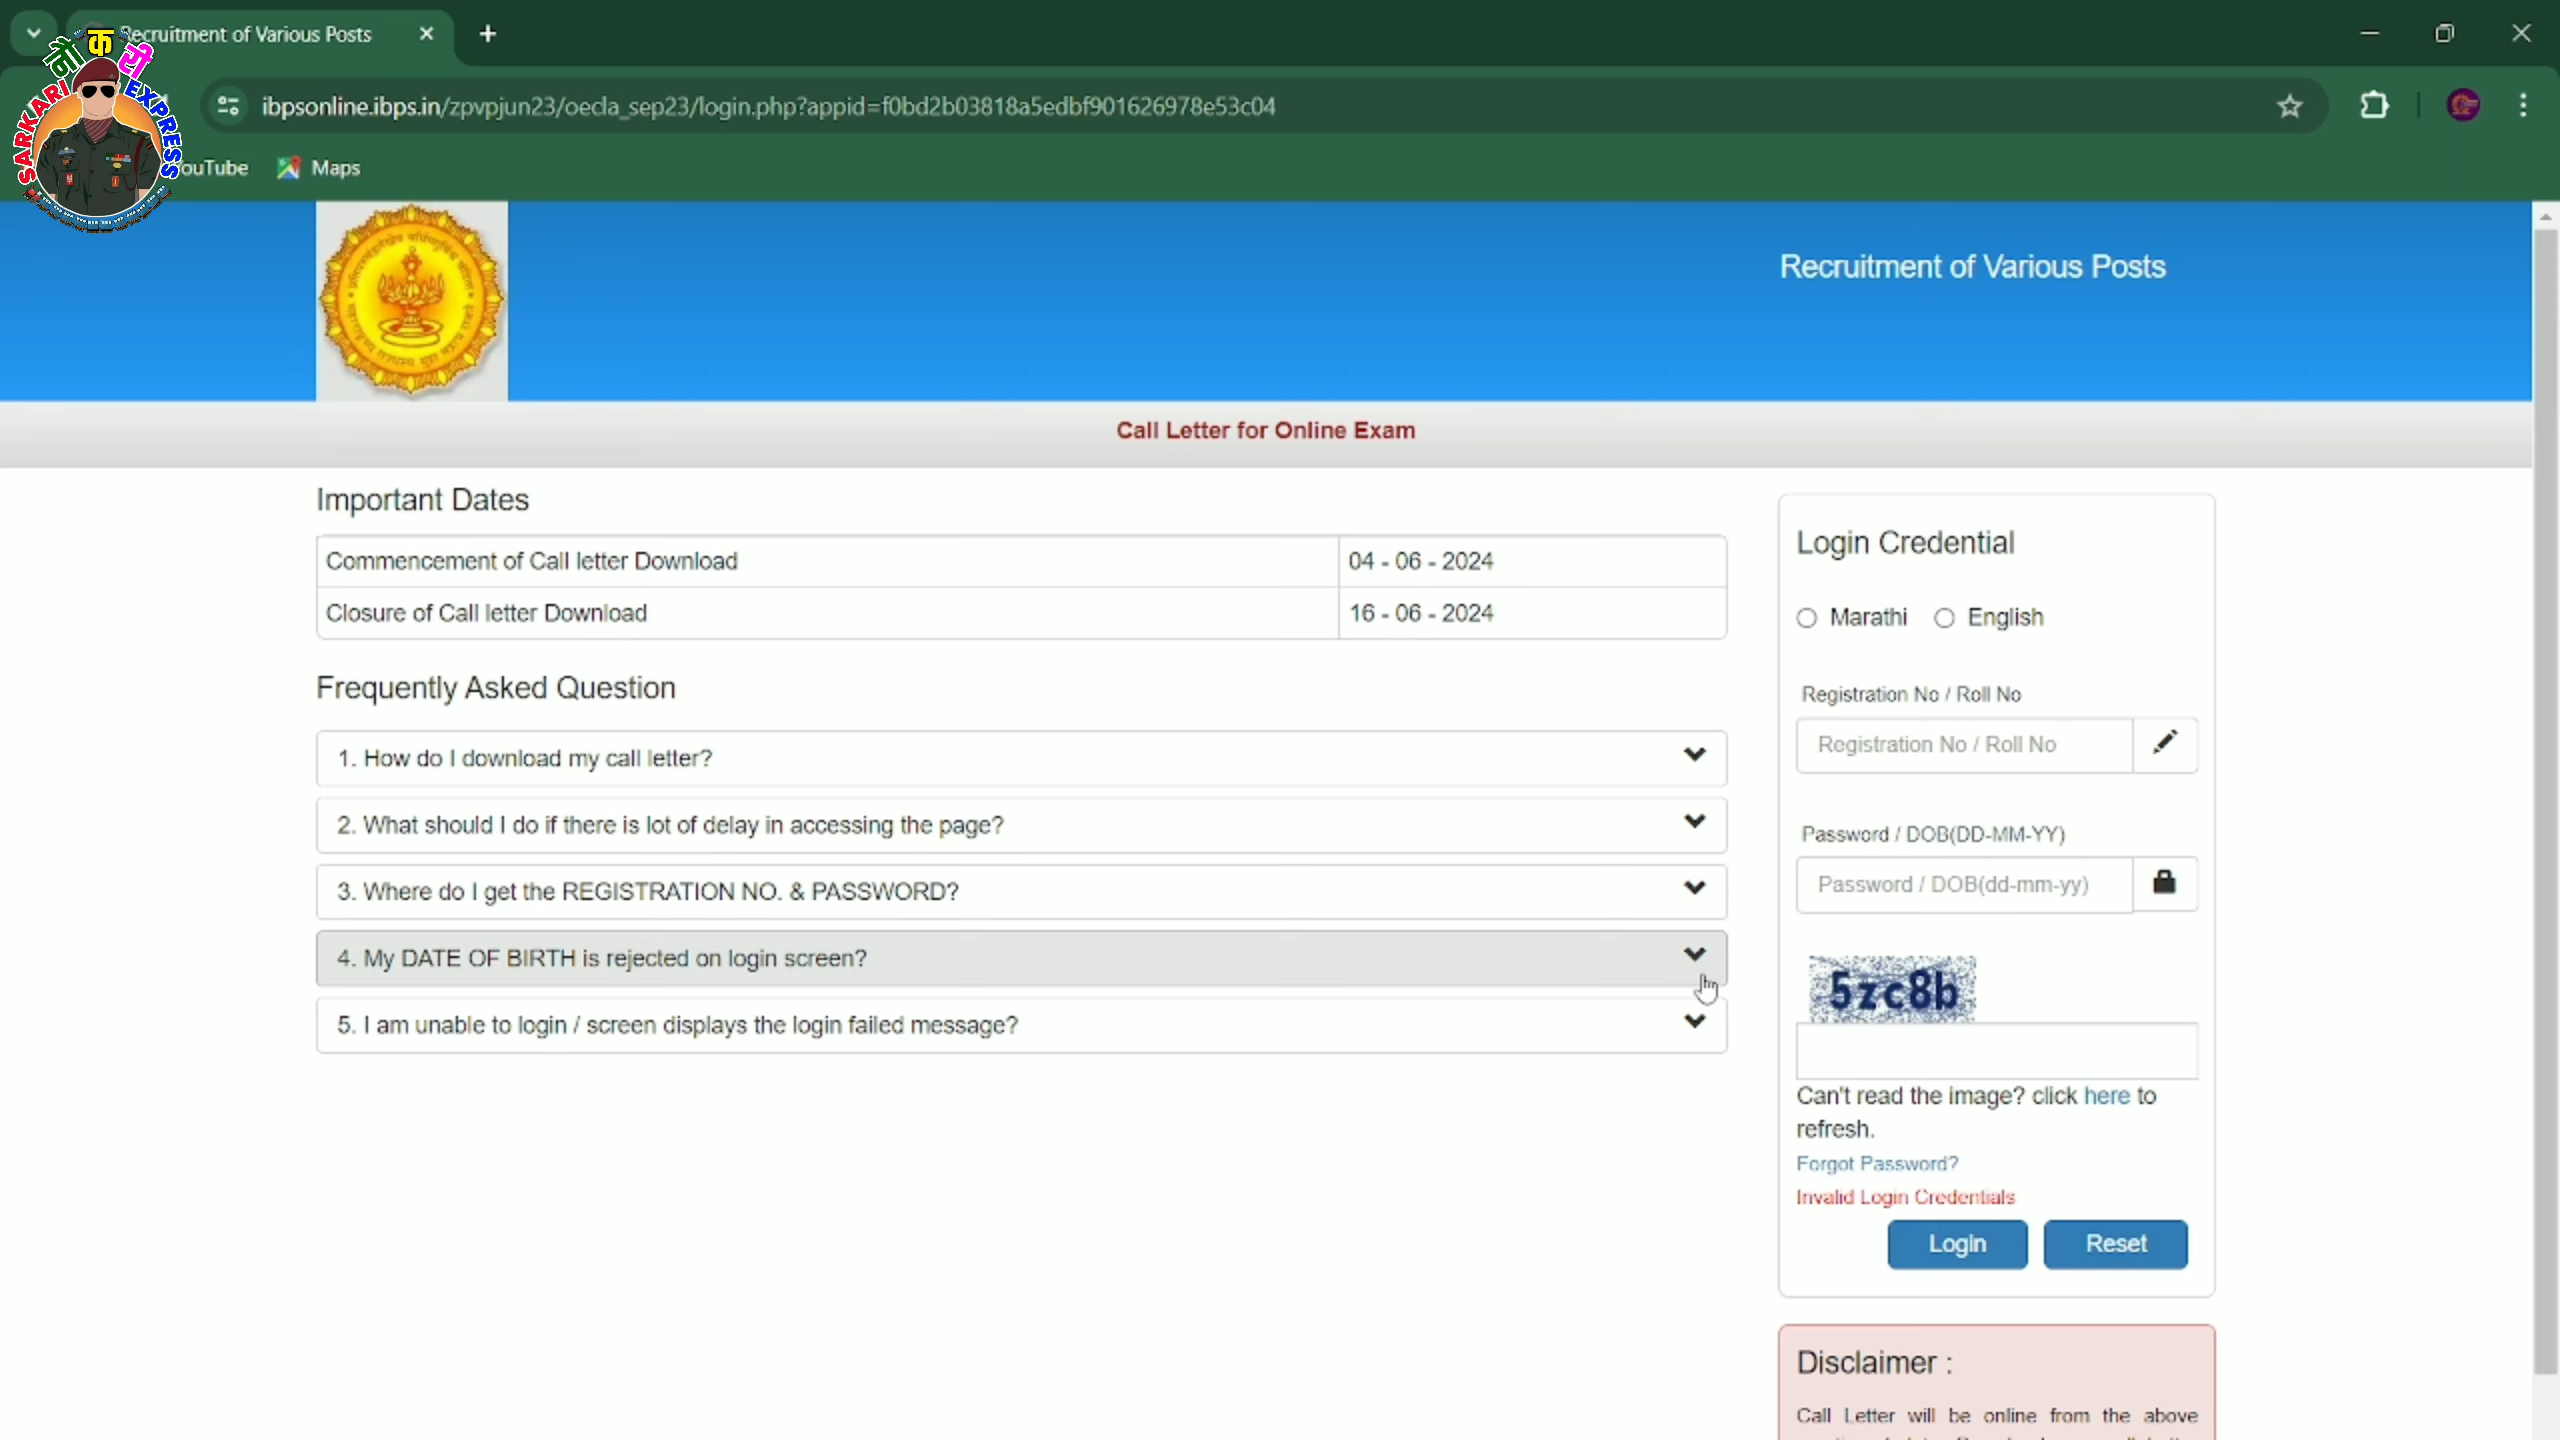 Recruitment of Various Posts
नौकरी
SARKARI EXPRESS
ibpsonline.ibps.in/zpvpjun23/oecla_sep23/login.php?appid=f0bd2b03818a5edbf901626978e53c04
ouTube
Maps
Recruitment of Various Posts
Call Letter for Online Exam
Important Dates
Commencement of Call letter Download 04 - 06 - 2024
Closure of Call letter Download 16 - 06 - 2024
Frequently Asked Question
1. How do I download my call letter?
2. What should I do if there is lot of delay in accessing the page?
3. Where do I get the REGISTRATION NO. & PASSWORD?
4. My DATE OF BIRTH is rejected on login screen?
5. I am unable to login / screen displays the login failed message?
Login Credential
Marathi English
Registration No / Roll No
Registration No / Roll No
Password / DOB(DD-MM-YY)
Password / DOB(dd-mm-yy)
5zc8b
Can't read the image? click here to
refresh.
Forgot Password?
Invalid Login Credentials
Login Reset
Disclaimer :
Call Letter will be online from the above